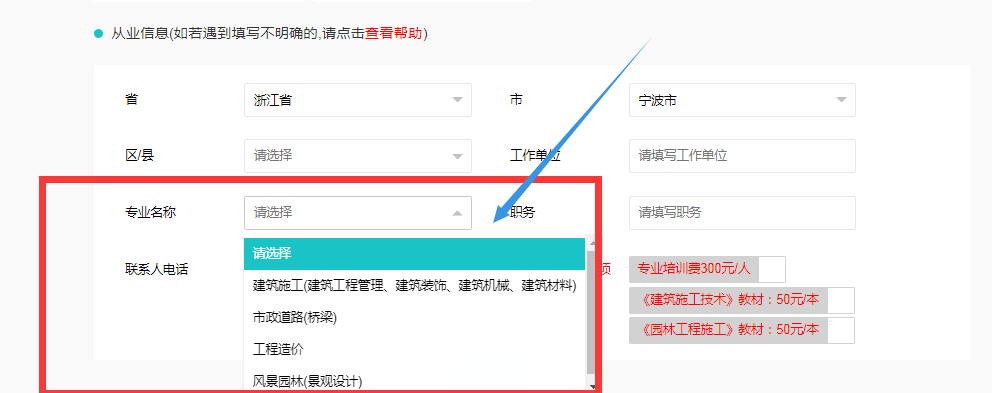 从业信息(如若遇到填写不明确的,请点击查看帮助)
省 浙江省 市 宁波市
区/县 请选择 工作单位 请填写工作单位
专业名称 请选择 职务 请填写职务
请选择
联系人电话 项 专业培训费300元/人
建筑施工(建筑工程管理、建筑装饰、建筑机械、建筑材料)
《建筑施工技术》教材：50元/本
市政道路(桥梁)
《园林工程施工》教材：50元/本
工程造价
风景园林(景观设计)